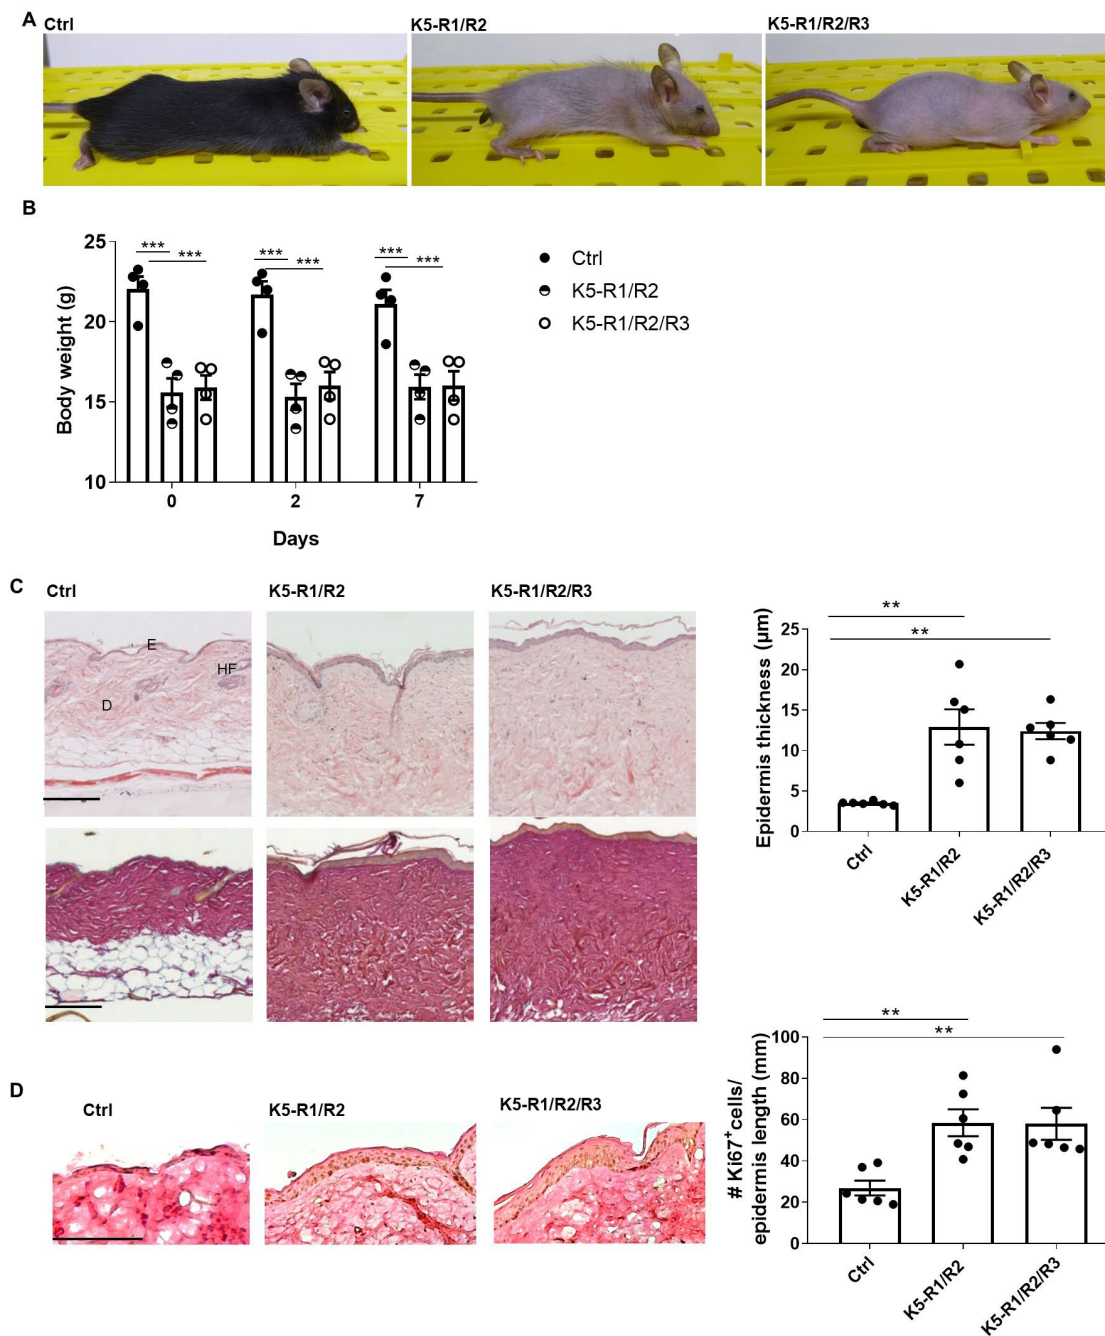 A
Ctrl
K5-R1/R2
K5-R1/R2/R3
B
25
20
15
10
Body weight (g)
*** *** *** *** *** ***
0 2 7
Days
Ctrl
K5-R1/R2
K5-R1/R2/R3
C
Ctrl
K5-R1/R2
K5-R1/R2/R3
E
HF
D
**
**
25
20
15
10
5
0
Epidermis thickness (µm)
Ctrl
K5-R1/R2
K5-R1/R2/R3
D
Ctrl
K5-R1/R2
K5-R1/R2/R3
**
**
100
80
60
40
20
0
# Ki67⁺cells/
epidermis length (mm)
Ctrl
K5-R1/R2
K5-R1/R2/R3